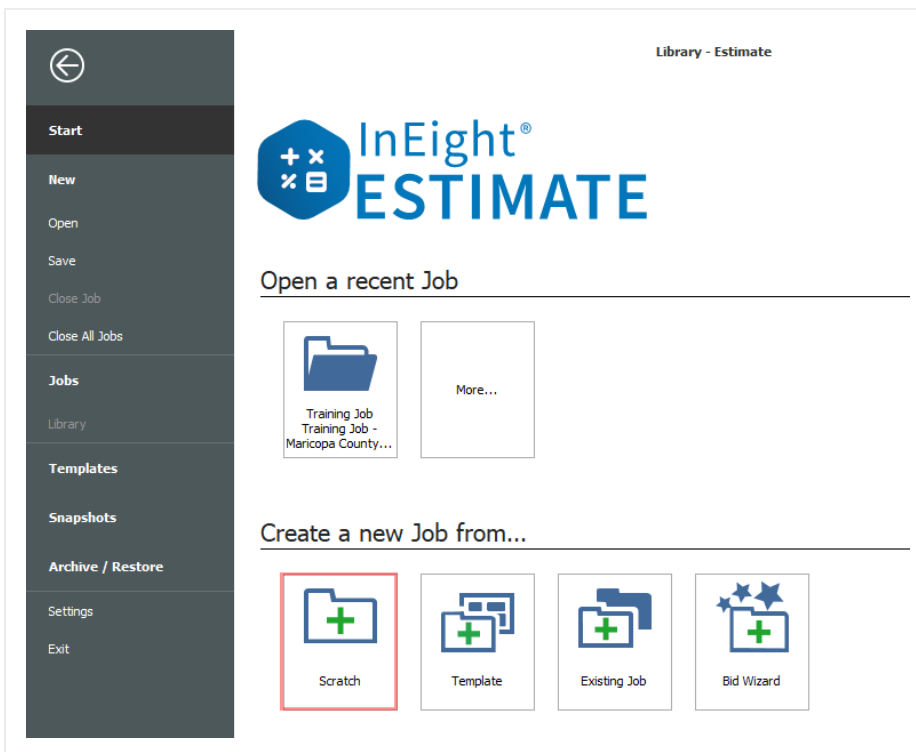 Library - Estimate
Start
New
Open
Save
Close Job
Close All Jobs
Jobs
Library
Templates
Snapshots
Archive / Restore
Settings
Exit
InEight®
ESTIMATE
Open a recent Job
Training Job
Training Job -
Maricopa County...
More...
Create a new Job from...
Scratch
Template
Existing Job
Bid Wizard